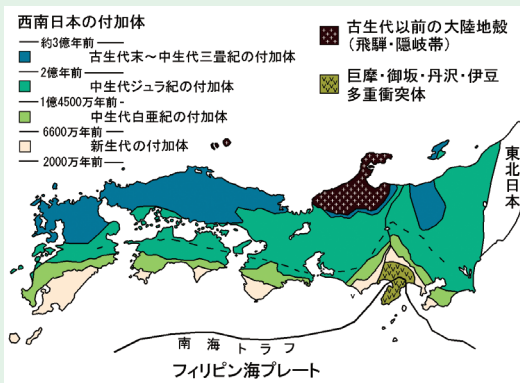 西南日本の付加体
約3億年前
古生代末～中生代三畳紀の付加体
2億年前
中生代ジュラ紀の付加体
1億4500万年前
中生代白亜紀の付加体
6600万年前
新生代の付加体
2000万年前
古生代以前の大陸地殻
（飛騨・隠岐帯）
巨摩・御坂・丹沢・伊豆
多重衝突体
東北日本
南海トラフ
フィリピン海プレート